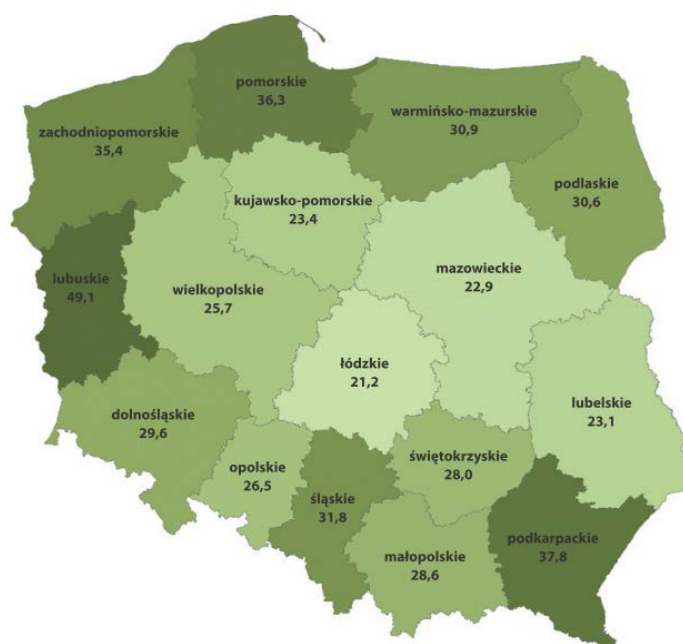 pomorskie
36,3
warmińsko-mazurskie
30,9
zachodniopomorskie
35,4
podlaskie
30,6
kujawsko-pomorskie
23,4
mazowieckie
22,9
lubuskie
49,1
wielkopolskie
25,7
łódzkie
21,2
lubelskie
23,1
dolnośląskie
29,6
świętokrzyskie
28,0
opolskie
26,5
śląskie
31,8
podkarpackie
37,8
małopolskie
28,6